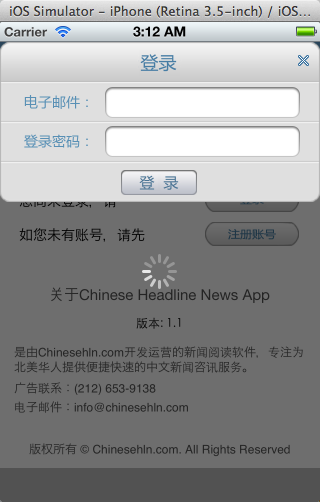 iOS Simulator - iPhone (Retina 3.5-inch) / iOS...
Carrier 3:12 AM
登录
电子邮件：
登录密码：
登 录
您尚未登录，请
如您未有账号，请先 注册账号
关于Chinese Headline News App
版本: 1.1
是由Chinesehln.com开发运营的新闻阅读软件，专注为
北美华人提供便捷快速的中文新闻咨讯服务。
广告联系：(212) 653-9138
电子邮件：info@chinesehln.com
版权所有 © Chinesehln.com. All Rights Reserved